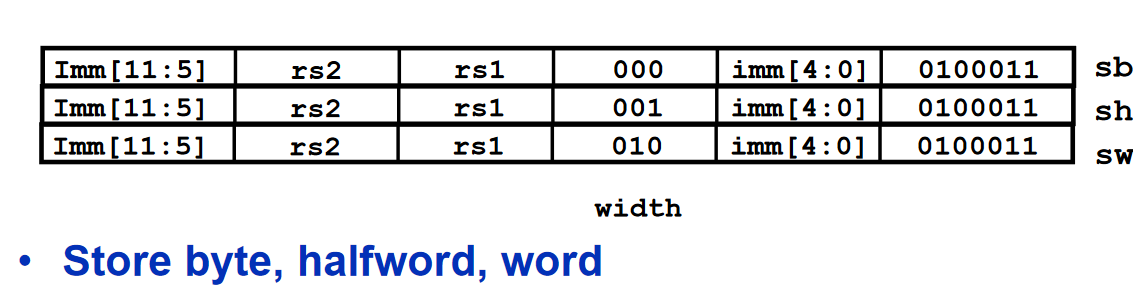 Imm[11:5] rs2 rs1 000 imm[4:0] 0100011 sb
Imm[11:5] rs2 rs1 001 imm[4:0] 0100011 sh
Imm[11:5] rs2 rs1 010 imm[4:0] 0100011 sw
width
• Store byte, halfword, word